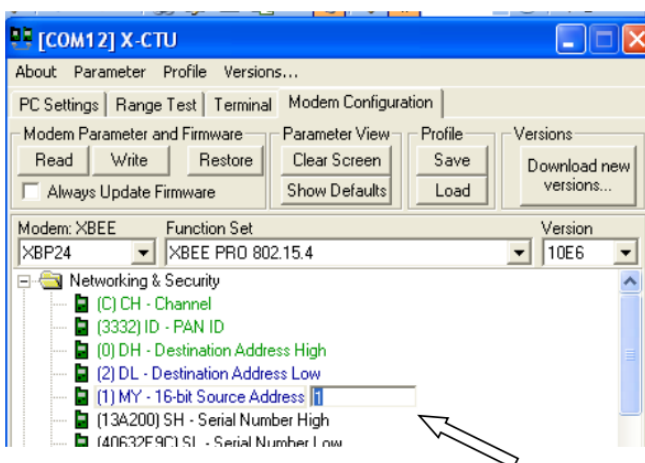 [COM12] X-CTU
About Parameter Profile Versions...
PC Settings Range Test Terminal Modem Configuration
Modem Parameter and Firmware Parameter View Profile Versions
Read Write Restore Clear Screen Save Download new versions...
Always Update Firmware Show Defaults Load
Modem: XBEE Function Set Version
XBP24 XBEE PRO 802.15.4 10E6
Networking & Security
(C) CH - Channel
(3332) ID - PAN ID
(0) DH - Destination Address High
(2) DL - Destination Address Low
(1) MY - 16-bit Source Address 1
(13A200) SH - Serial Number High
(40632E9C) SL - Serial Number Low